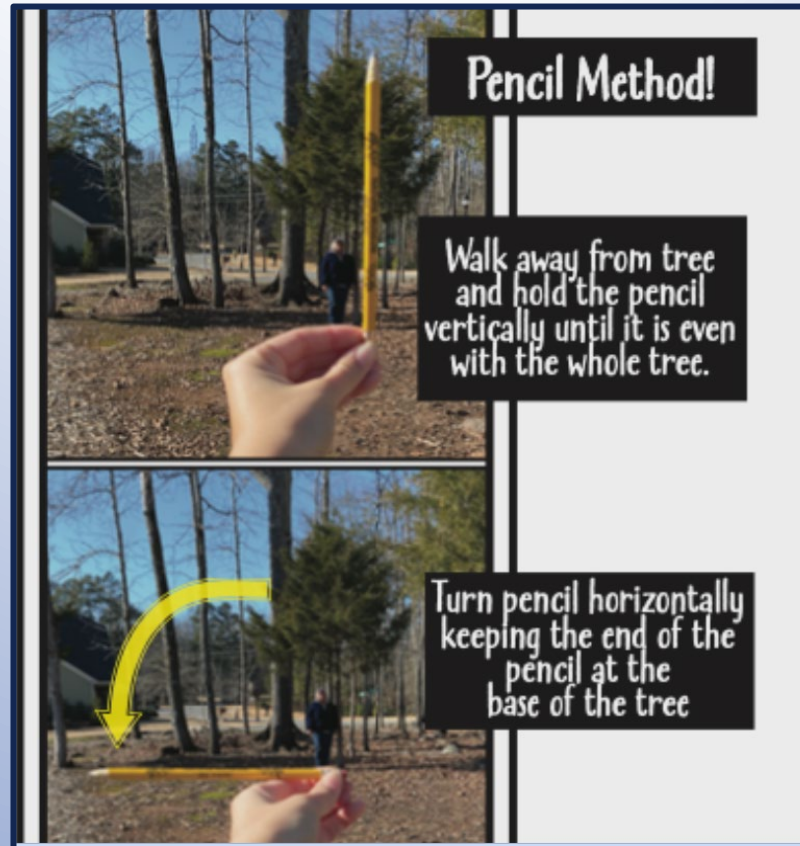 Pencil Method!
Walk away from tree
and hold the pencil
vertically until it is even
with the whole tree.
Turn pencil horizontally
keeping the end of the
pencil at the
base of the tree